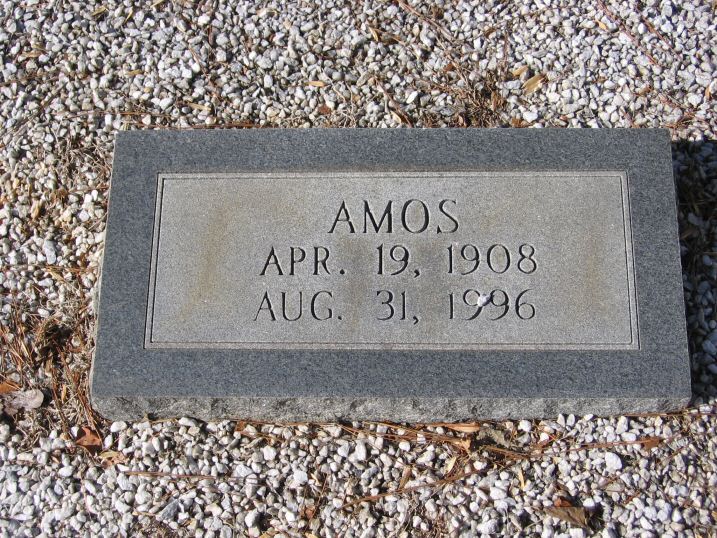 AMOS
APR. 19, 1908
AUG. 31, 1996